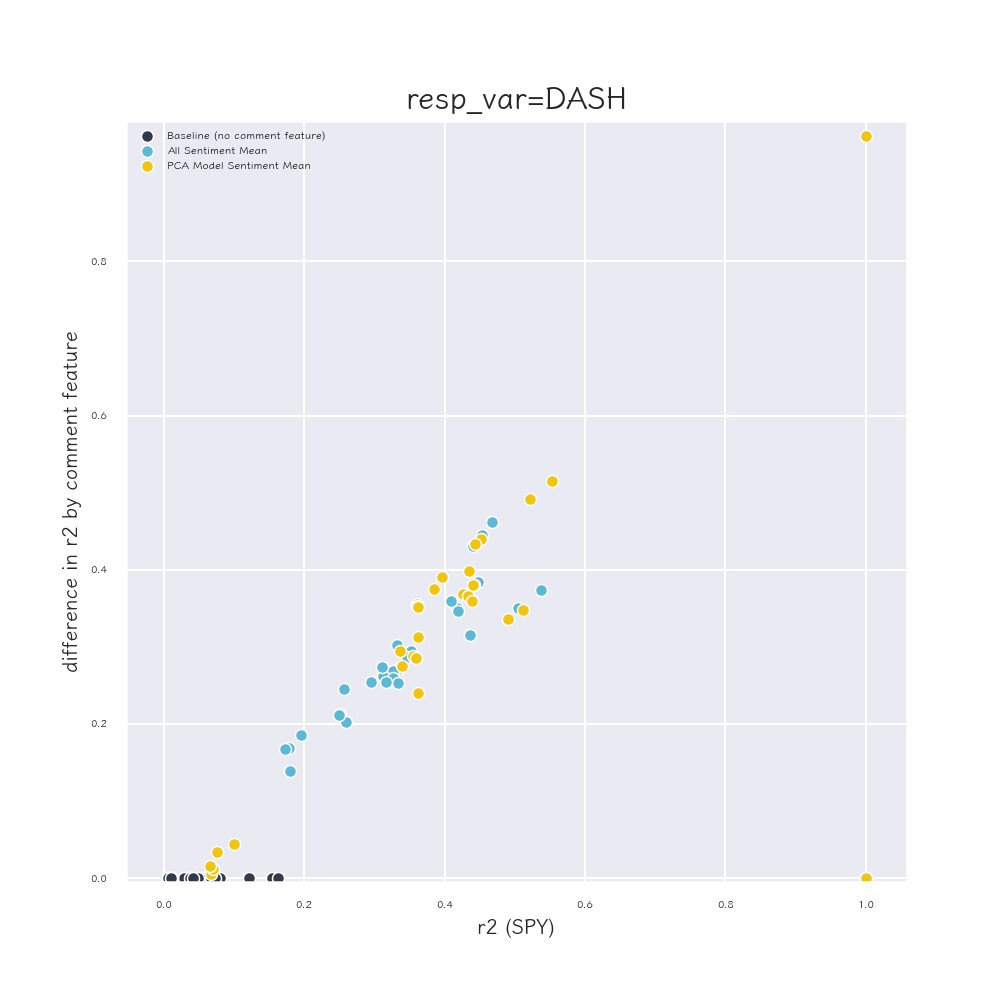 resp_var=DASH
Baseline (no comment feature)
All Sentiment Mean
PCA Model Sentiment Mean
difference in r2 by comment feature
0.8
0.6
0.4
0.2
0.0
0.0 0.2 0.4 0.6 0.8 1.0
r2 (SPY)